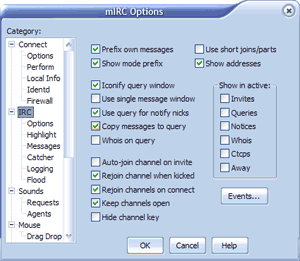 mIRC Options
Category:
Connect
Options
Perform
Local Info
Identd
Firewall
IRC
Options
Highlight
Messages
Catcher
Logging
Flood
Sounds
Requests
Agents
Mouse
Drag Drop
Prefix own messages
Use short joins/parts
Show mode prefix
Show addresses
Iconify query window
Use single message window
Use query for notify nicks
Copy messages to query
Whois on query
Show in active:
Invites
Queries
Notices
Whois
Ctcps
Away
Auto-join channel on invite
Rejoin channel when kicked
Rejoin channels on connect
Keep channels open
Hide channel key
Events...
OK
Cancel
Help